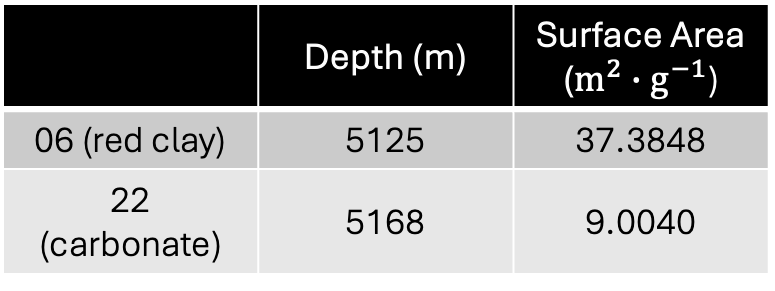 Depth (m)
Surface Area
(m² · g⁻¹)
06 (red clay)
5125
37.3848
22
(carbonate)
5168
9.0040